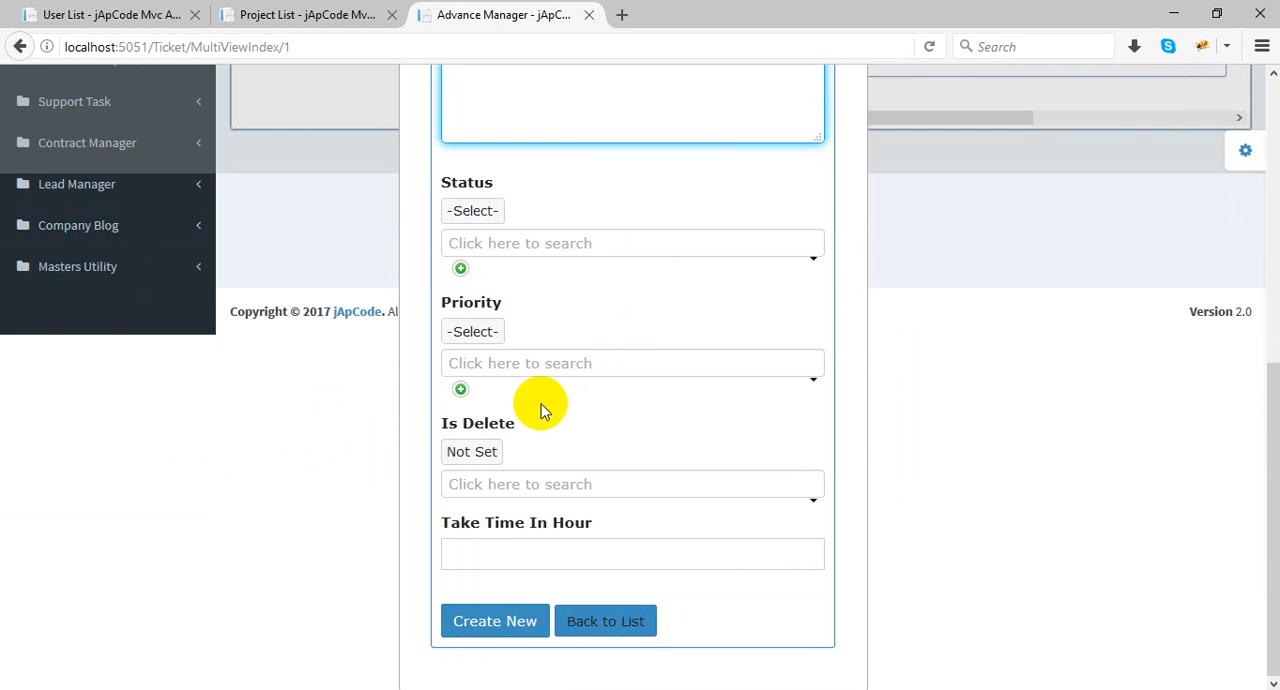 User List - jApCode Mvc A...
Project List - jApCode Mv...
Advance Manager - jApC...
localhost:5051/Ticket/MultiViewIndex/1
Search
Support Task
Contract Manager
Lead Manager
Company Blog
Masters Utility
Status
-Select-
Click here to search
Priority
-Select-
Click here to search
Is Delete
Not Set
Click here to search
Take Time In Hour
Create New
Back to List
Copyright © 2017 jApCode. Al
Version 2.0